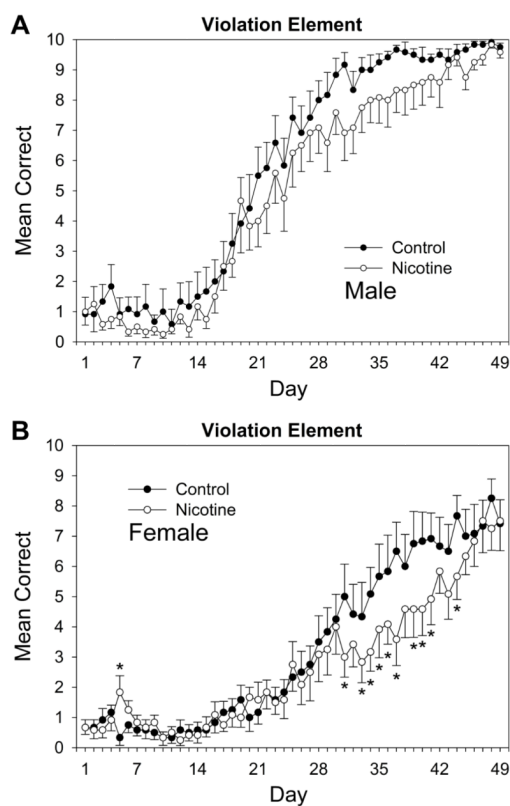 A
Violation Element
10
9
8
7
6
5
4
3
2
1
0
Mean Correct
Control
Nicotine
Male
1 7 14 21 28 35 42 49
Day
B
Violation Element
10
9
8
7
6
5
4
3
2
1
0
Mean Correct
Control
Nicotine
Female
*
* * * * * * * * * *
1 7 14 21 28 35 42 49
Day